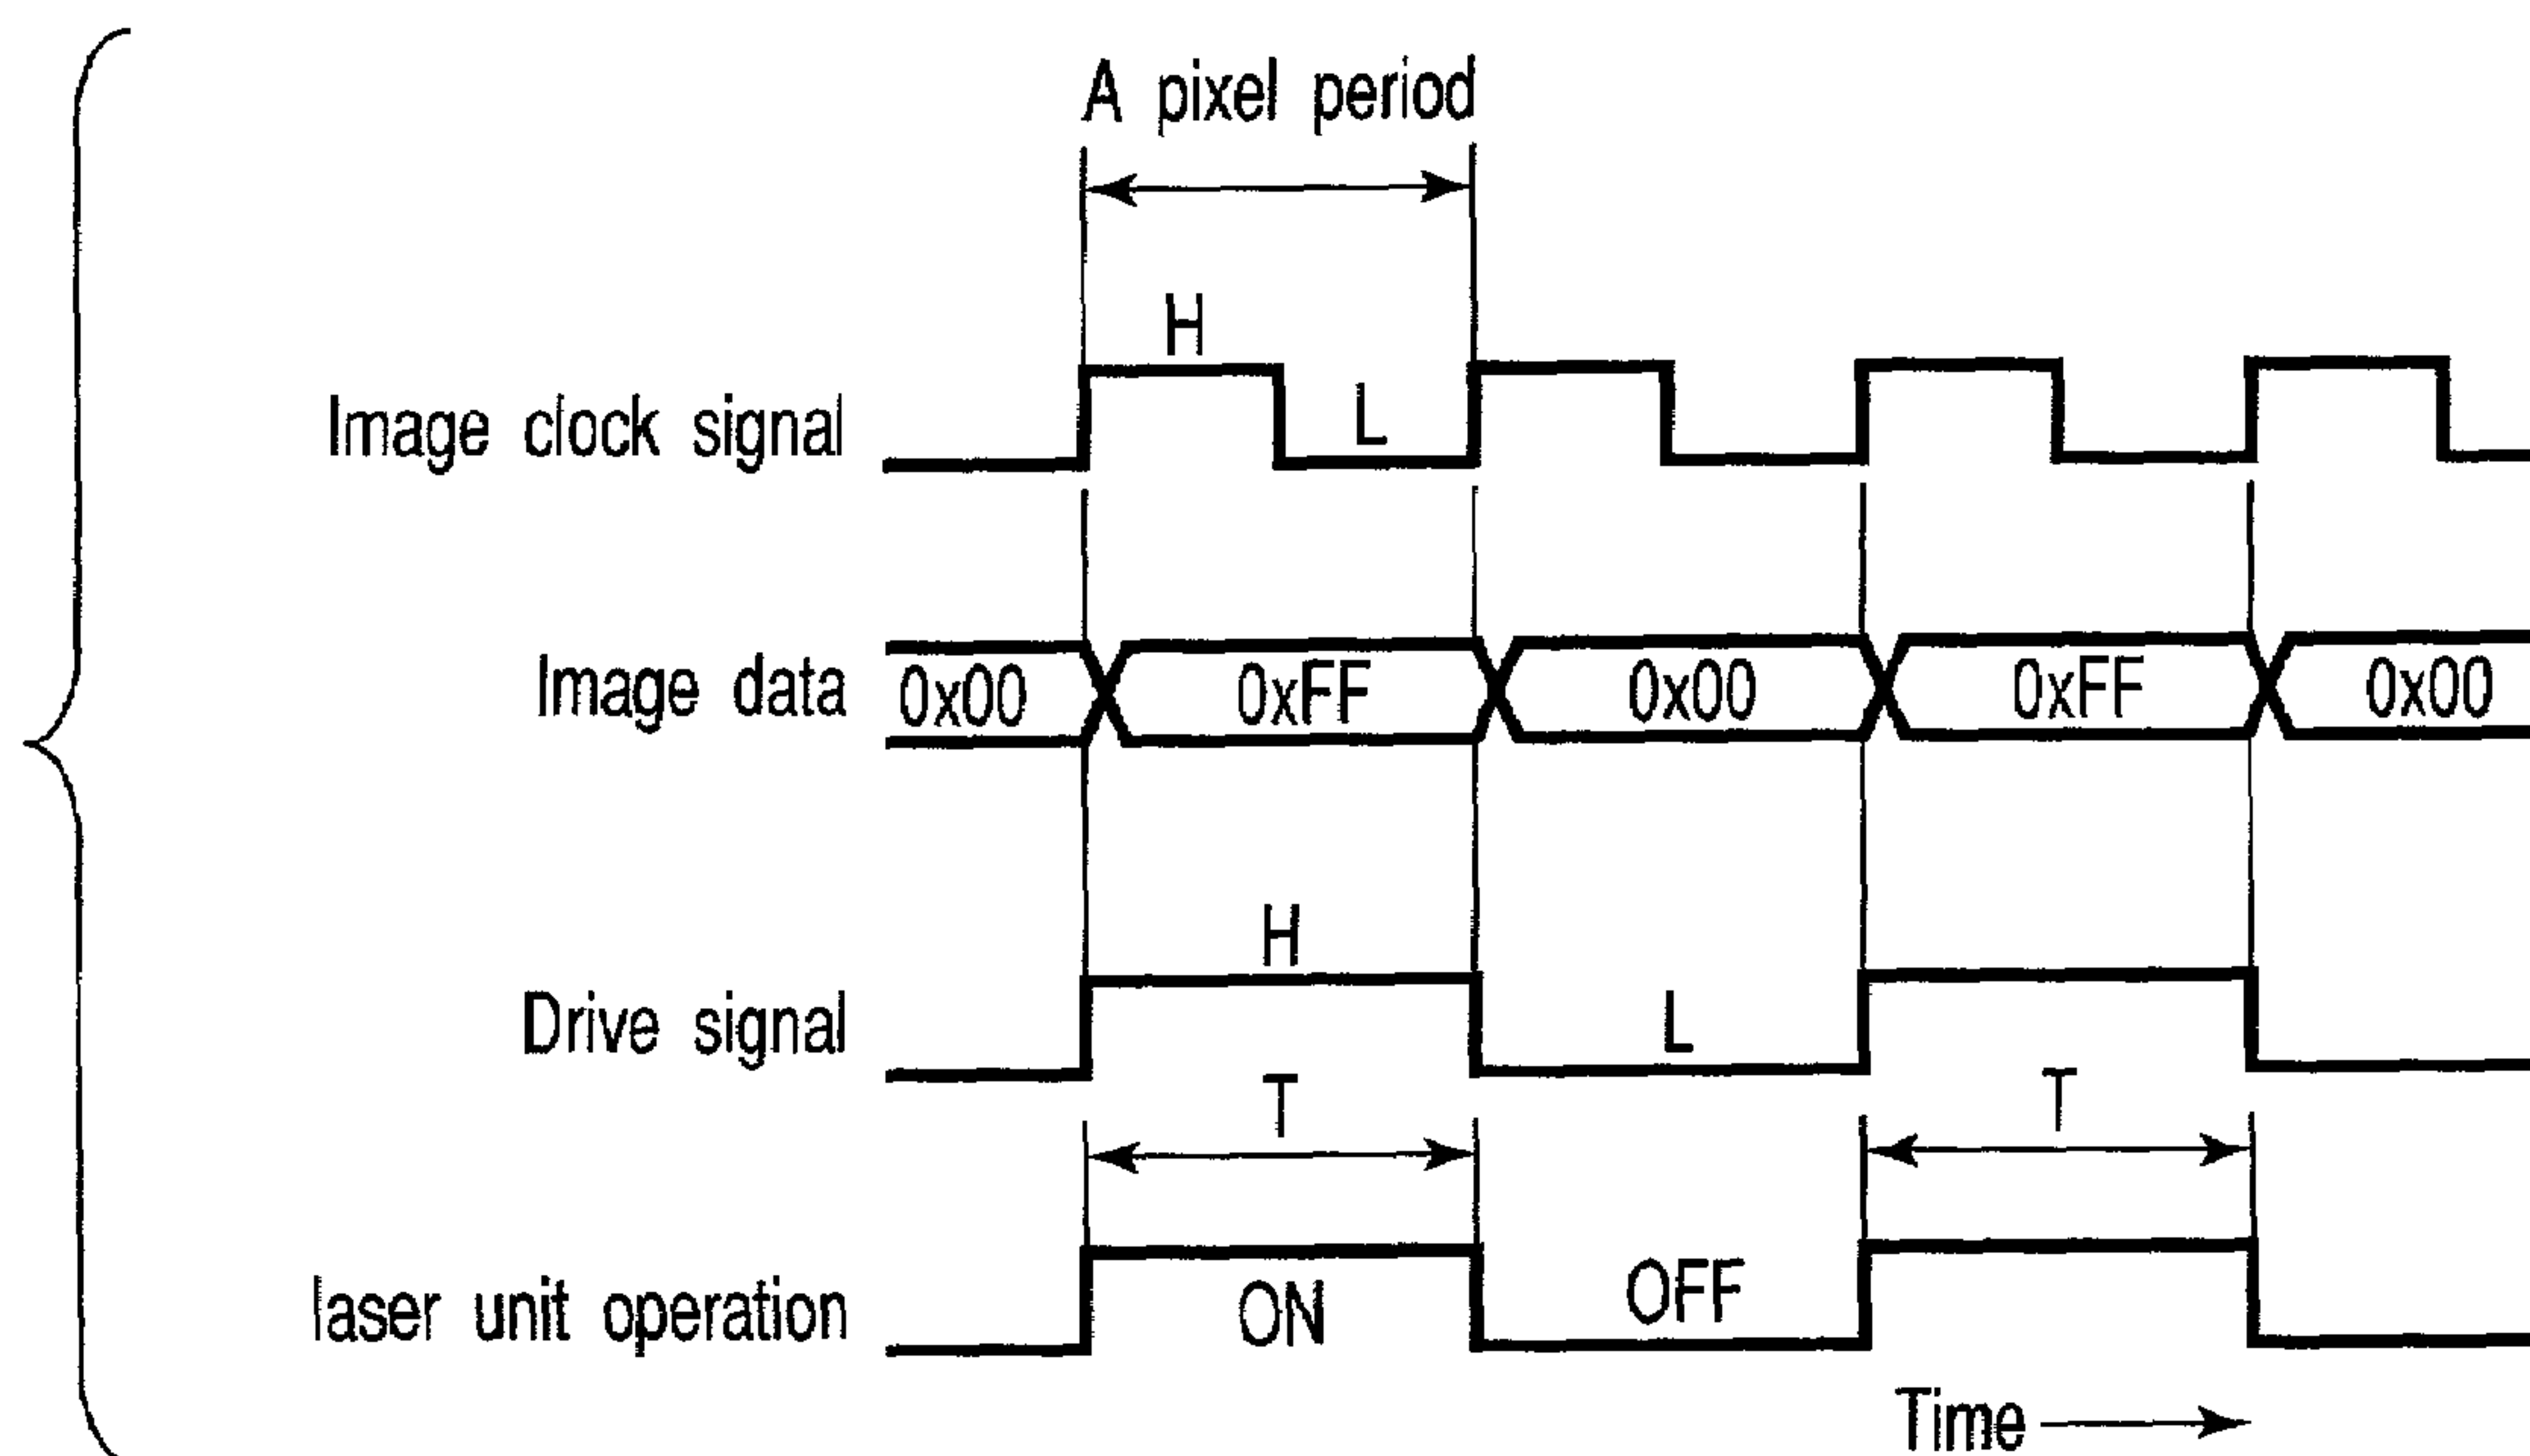 A pixel period
H
Image clock signal
L
Image data 0x00 0xFF 0x00 0xFF 0x00
H
Drive signal
L
T T
laser unit operation ON OFF
Time